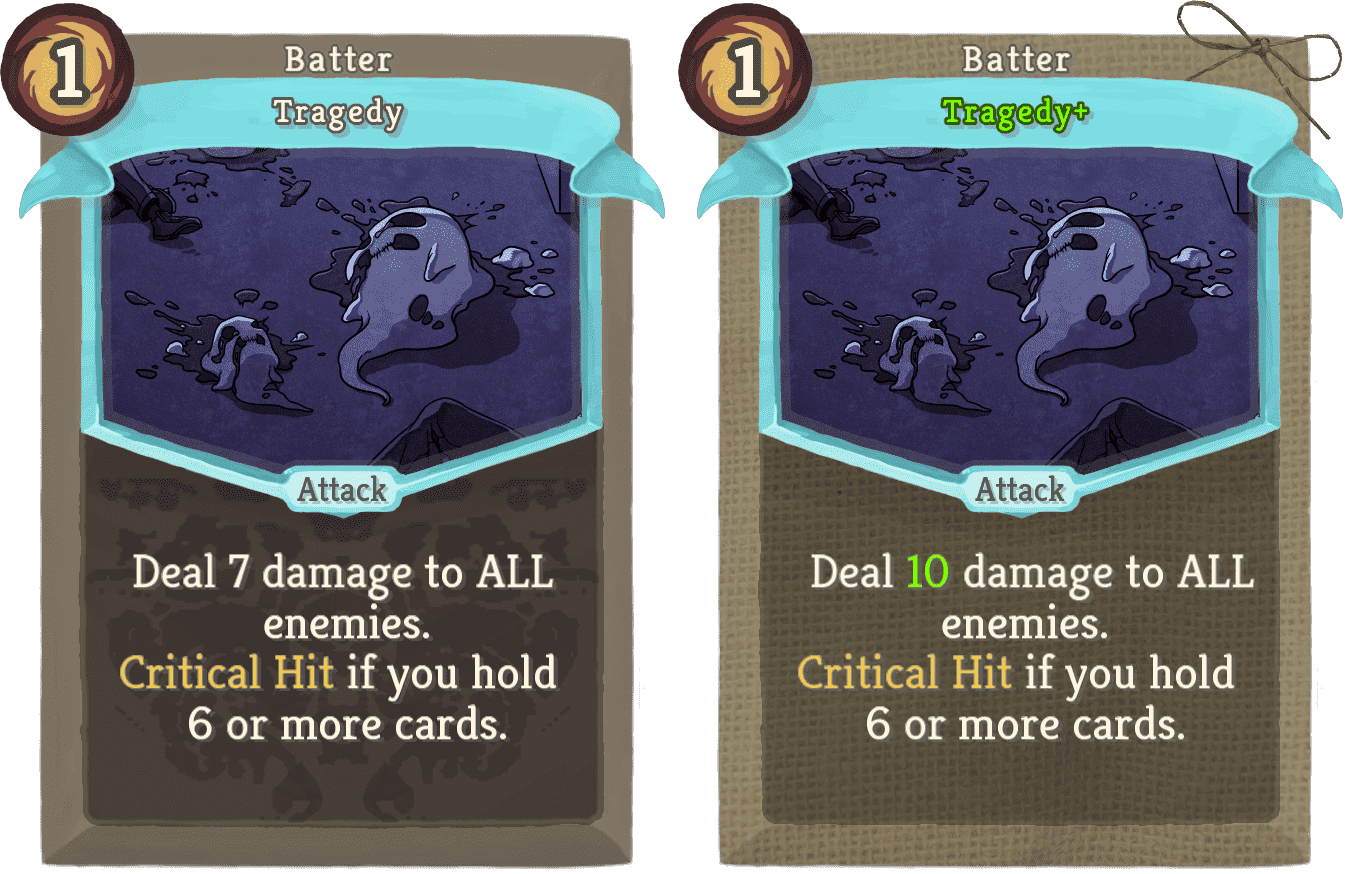 1
Batter
Tragedy
Attack
Deal 7 damage to ALL
enemies.
Critical Hit if you hold
6 or more cards.
1
Batter
Tragedy+
Attack
Deal 10 damage to ALL
enemies.
Critical Hit if you hold
6 or more cards.